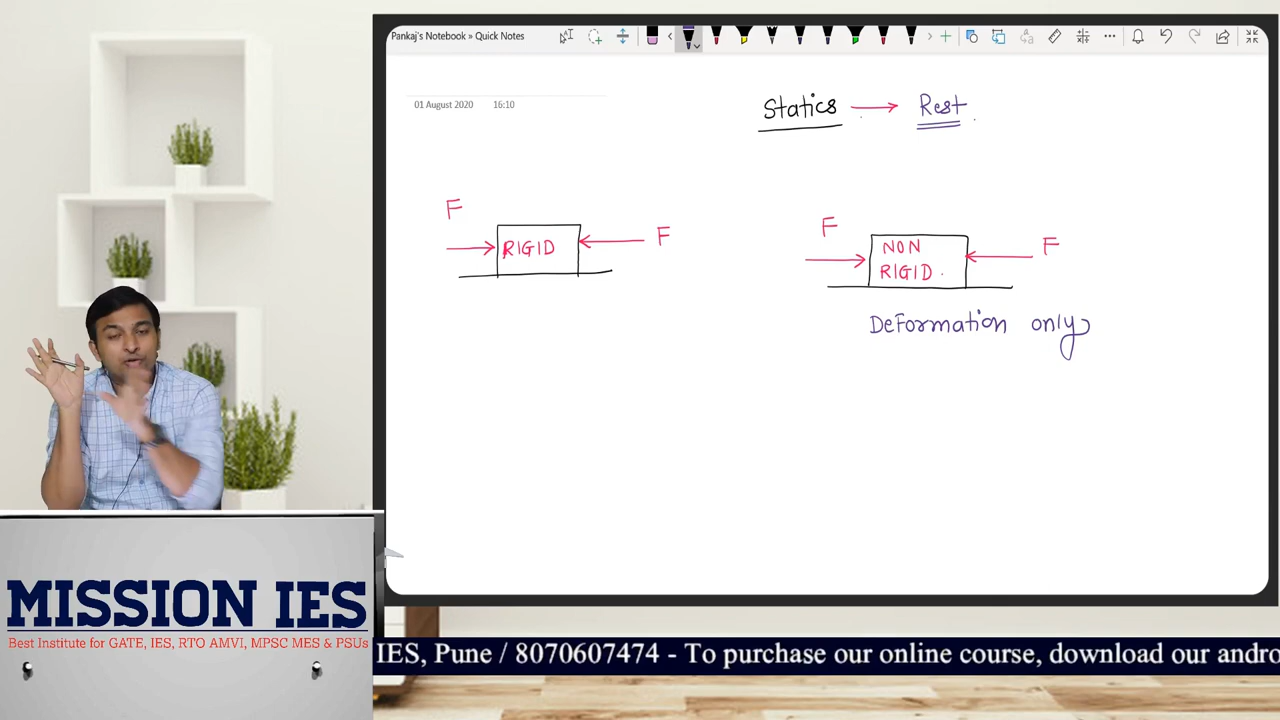 Pankaj's Notebook » Quick Notes
01 August 2020 16:10
Statics → Rest
F
RIGID
F
F
NON
RIGID
F
DeFormation only
MISSION IES
Best Institute for GATE, IES, RTO AMVI, MPSC MES & PSUs
IES, Pune / 8070607474 - To purchase our online course, download our andro